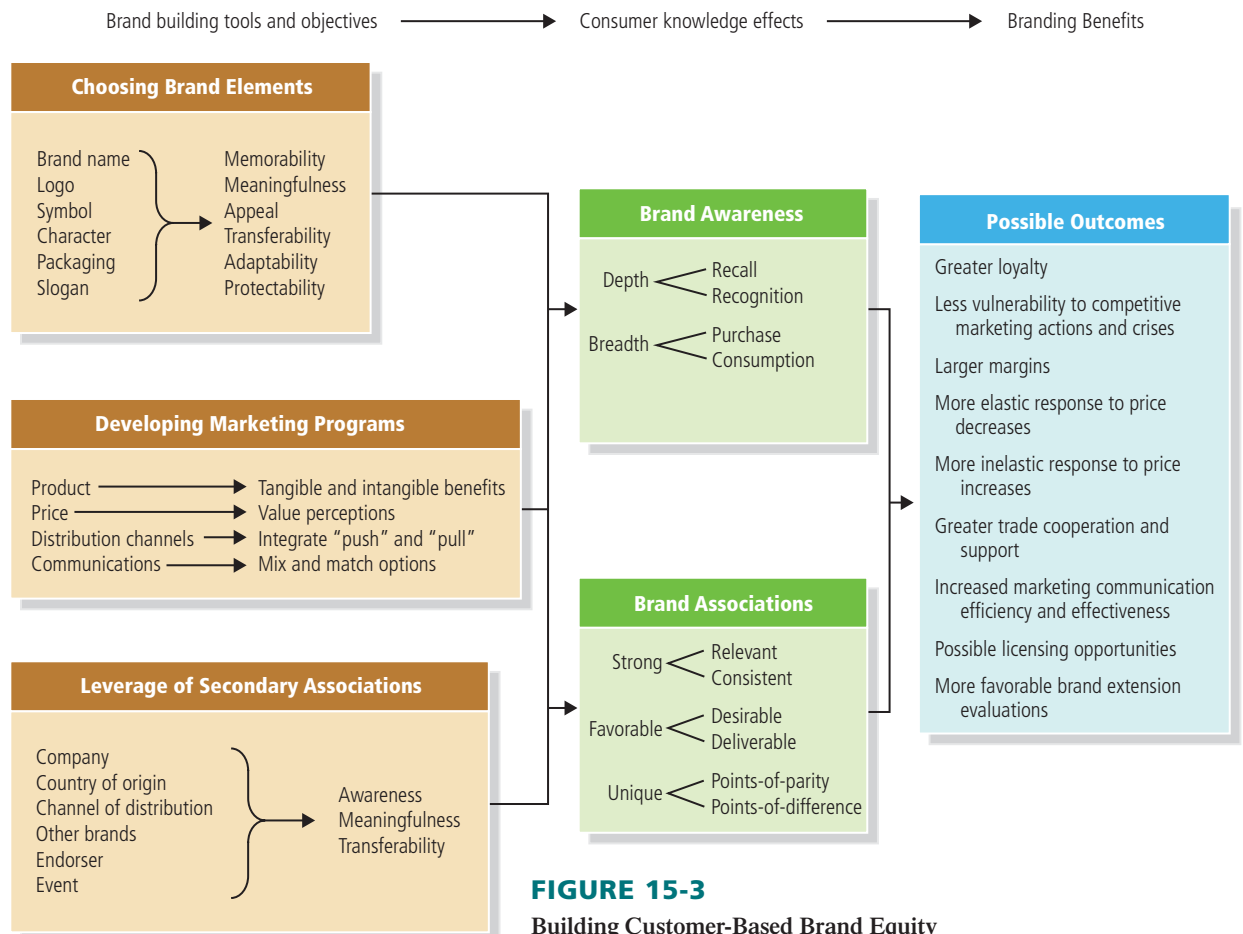 Brand building tools and objectives
Consumer knowledge effects
Branding Benefits
Choosing Brand Elements
Brand name
Logo
Symbol
Character
Packaging
Slogan
Memorability
Meaningfulness
Appeal
Transferability
Adaptability
Protectability
Developing Marketing Programs
Product
Tangible and intangible benefits
Price
Value perceptions
Distribution channels
Integrate “push” and “pull”
Communications
Mix and match options
Leverage of Secondary Associations
Company
Country of origin
Channel of distribution
Other brands
Endorser
Event
Awareness
Meaningfulness
Transferability
Brand Awareness
Depth
Recall
Recognition
Breadth
Purchase
Consumption
Brand Associations
Strong
Relevant
Consistent
Favorable
Desirable
Deliverable
Unique
Points-of-parity
Points-of-difference
Possible Outcomes
Greater loyalty
Less vulnerability to competitive
marketing actions and crises
Larger margins
More elastic response to price
decreases
More inelastic response to price
increases
Greater trade cooperation and
support
Increased marketing communication
efficiency and effectiveness
Possible licensing opportunities
More favorable brand extension
evaluations
FIGURE 15-3
Building Customer-Based Brand Equity